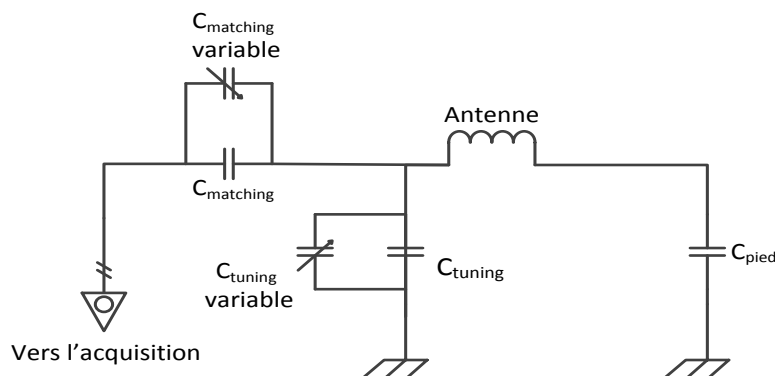 Cmatching
variable
Antenne
Cmatching
Ctuning
variable
Ctuning
Cpied
Vers l’acquisition